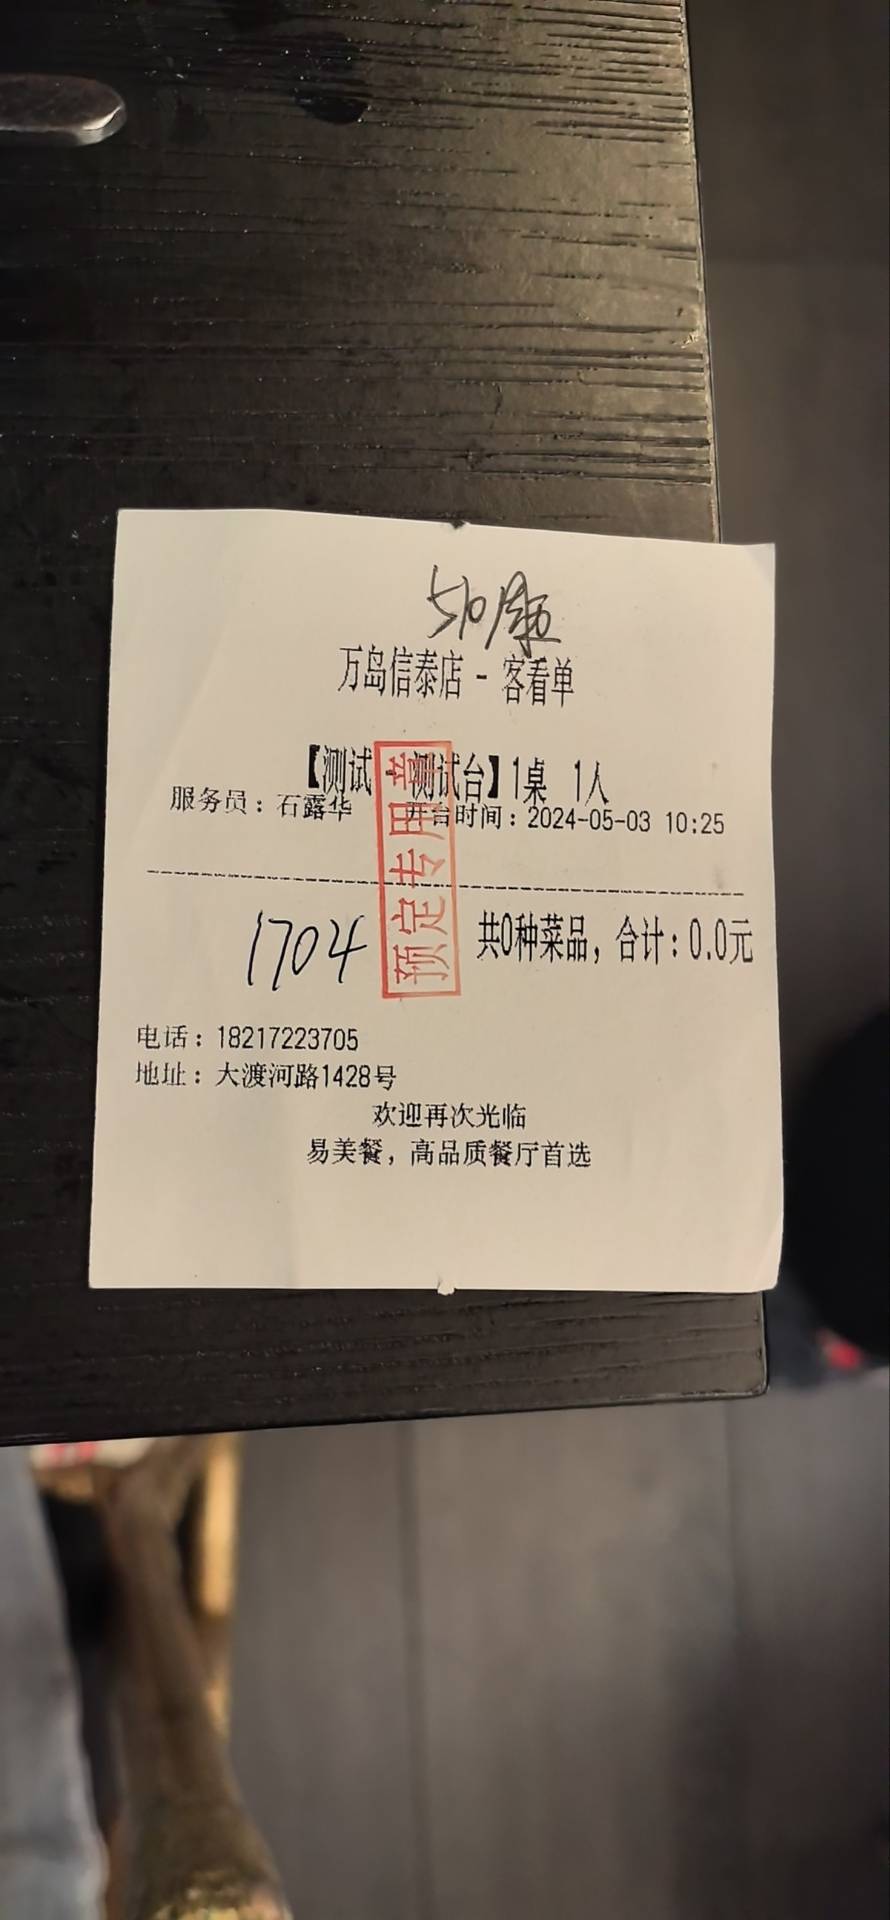 万岛信泰店 - 客看单
【测试 测试台】1桌 1人
服务员：石露华 开台时间：2024-05-03 10:25
1704
预定专用章
共0种菜品，合计：0.0元
电话：18217223705
地址：大渡河路1428号
欢迎再次光临
易美餐，高品质餐厅首选